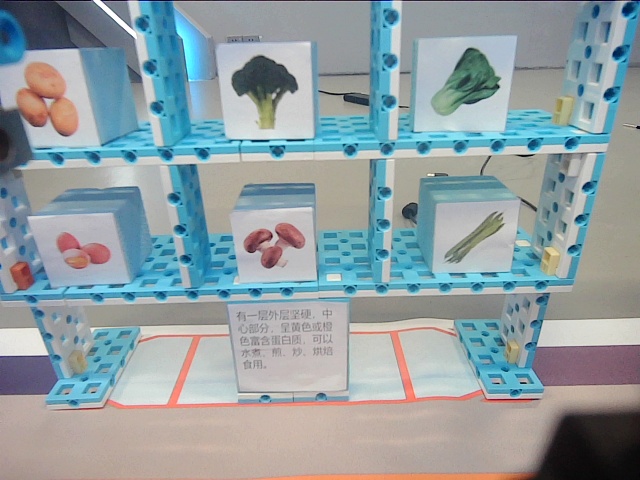 有一层外层坚硬，中
心部分，呈黄色或橙
色富含蛋白质，可以
水煮、煎、炒、烘焙
食用。